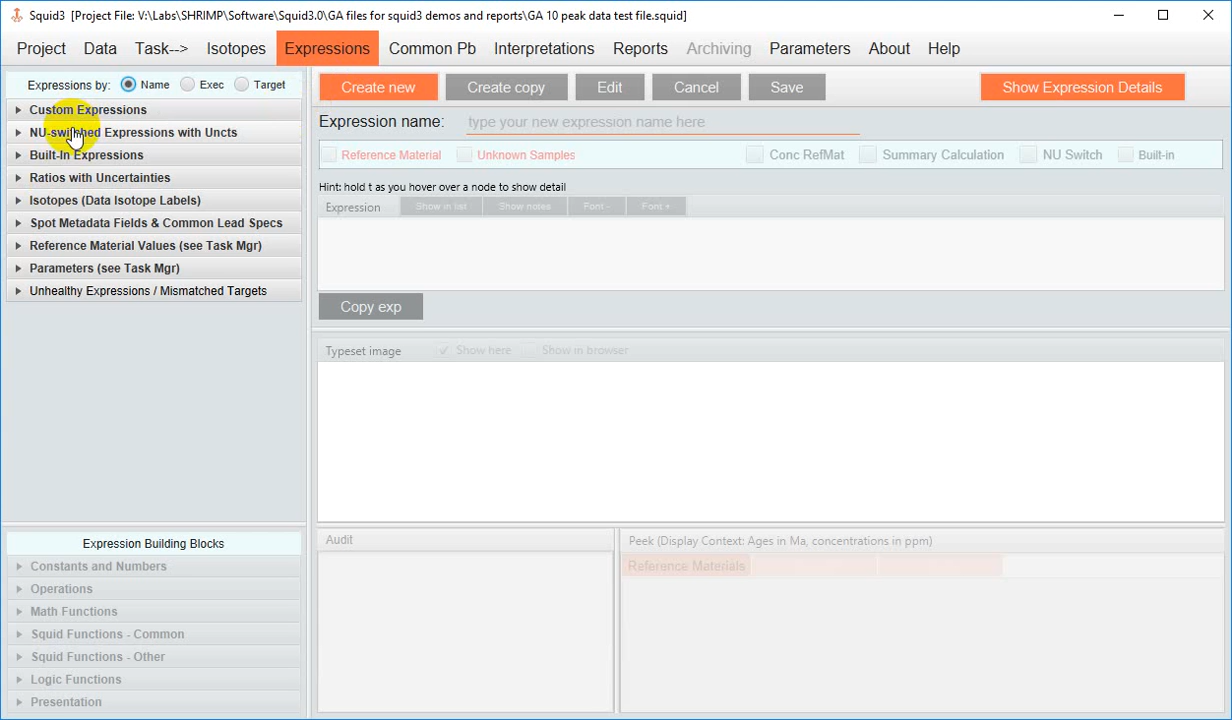 Squid3 [Project File: V:\Labs\SHRIMP\Software\Squid3.0\GA files for squid3 demos and reports\GA 10 peak data test file.squid]
Project Data Task--> Isotopes Expressions Common Pb Interpretations Reports Archiving Parameters About Help
Expressions by: Name Exec Target
Custom Expressions
NU-switched Expressions with Uncts
Built-In Expressions
Ratios with Uncertainties
Isotopes (Data Isotope Labels)
Spot Metadata Fields & Common Lead Specs
Reference Material Values (see Task Mgr)
Parameters (see Task Mgr)
Unhealthy Expressions / Mismatched Targets
Create new Create copy Edit Cancel Save Show Expression Details
Expression name: type your new expression name here
Reference Material Unknown Samples Conc RefMat Summary Calculation NU Switch Built-in
Hint: hold t as you hover over a node to show detail
Expression Show in list Show notes Font - Font +
Copy exp
Typeset image Show here Show in browser
Expression Building Blocks
Constants and Numbers
Operations
Math Functions
Squid Functions - Common
Squid Functions - Other
Logic Functions
Presentation
Audit
Peek (Display Context: Ages in Ma, concentrations in ppm)
Reference Materials